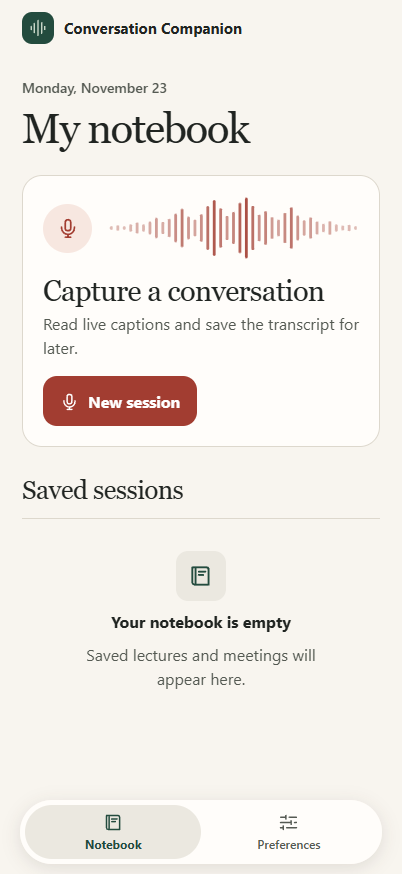 Conversation Companion
Monday, November 23
My notebook
Capture a conversation
Read live captions and save the transcript for
later.
New session
Saved sessions
Your notebook is empty
Saved lectures and meetings will
appear here.
Notebook
Preferences